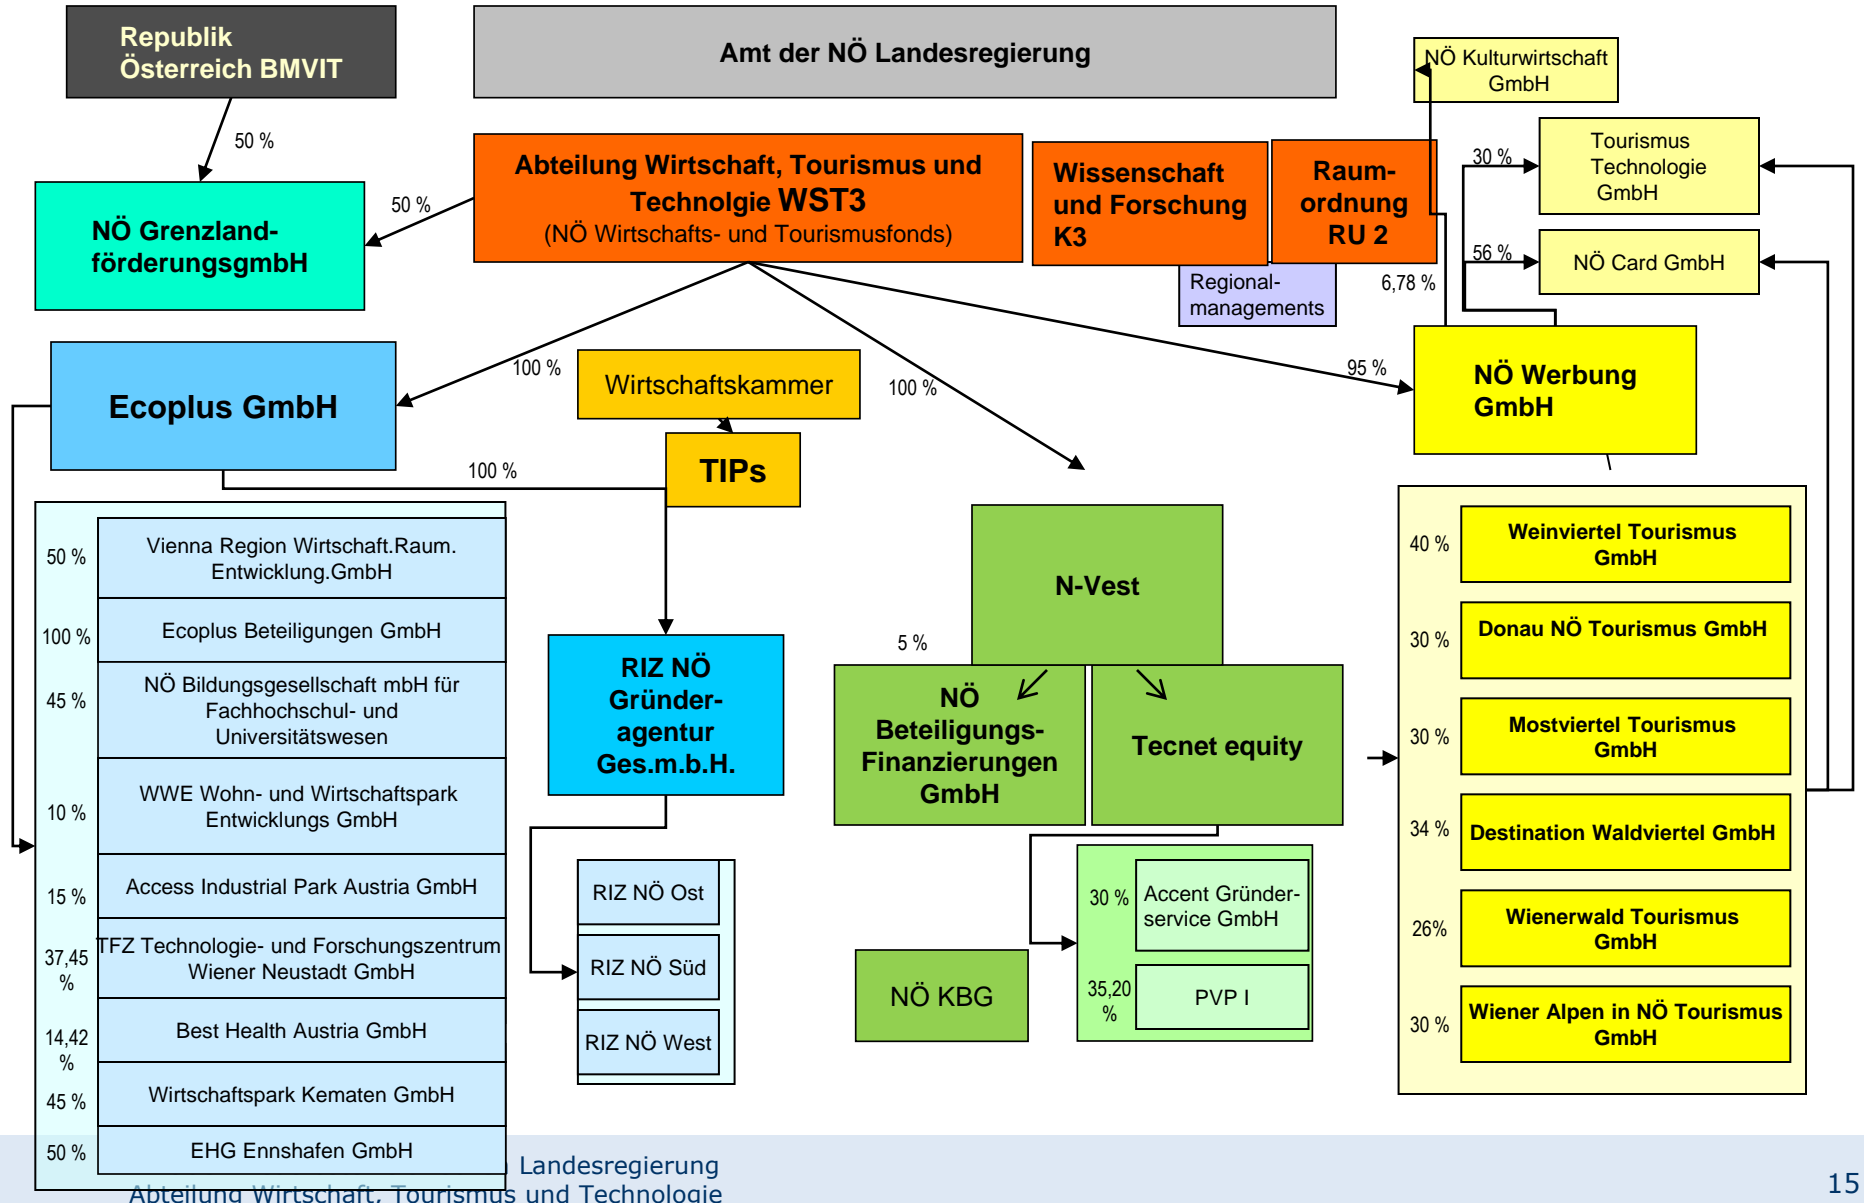 Republik
Österreich BMVIT
Amt der NÖ Landesregierung
NÖ Kulturwirtschaft
GmbH
50 %
Abteilung Wirtschaft, Tourismus und
Technolgie WST3
(NÖ Wirtschafts- und Tourismusfonds)
Wissenschaft
und Forschung
K3
Raum-
ordnung
RU 2
30 %
Tourismus
Technologie
GmbH
NÖ Grenzland-
förderungsgmbH
50 %
56 %
NÖ Card GmbH
Regional-
managements
6,78 %
Ecoplus GmbH
100 %
Wirtschaftskammer
100 %
95 %
NÖ Werbung
GmbH
100 %
TIPs
50 %
Vienna Region Wirtschaft.Raum.
Entwicklung.GmbH
100 %
Ecoplus Beteiligungen GmbH
45 %
NÖ Bildungsgesellschaft mbH für
Fachhochschul- und
Universitätswesen
10 %
WWE Wohn- und Wirtschaftspark
Entwicklungs GmbH
15 %
Access Industrial Park Austria GmbH
37,45
%
TFZ Technologie- und Forschungszentrum
Wiener Neustadt GmbH
14,42
%
Best Health Austria GmbH
45 %
Wirtschaftspark Kematen GmbH
50 %
EHG Ennshafen GmbH
RIZ NÖ
Gründer-
agentur
Ges.m.b.H.
RIZ NÖ Ost
RIZ NÖ Süd
RIZ NÖ West
N-Vest
5 %
NÖ
Beteiligungs-
Finanzierungen
GmbH
Tecnet equity
NÖ KBG
30 %
Accent Gründer-
service GmbH
35,20
%
PVP I
40 %
Weinviertel Tourismus
GmbH
30 %
Donau NÖ Tourismus GmbH
30 %
Mostviertel Tourismus
GmbH
34 %
Destination Waldviertel GmbH
26%
Wienerwald Tourismus
GmbH
30 %
Wiener Alpen in NÖ Tourismus
GmbH
Landesregierung
Abteilung Wirtschaft, Tourismus und Technologie
15